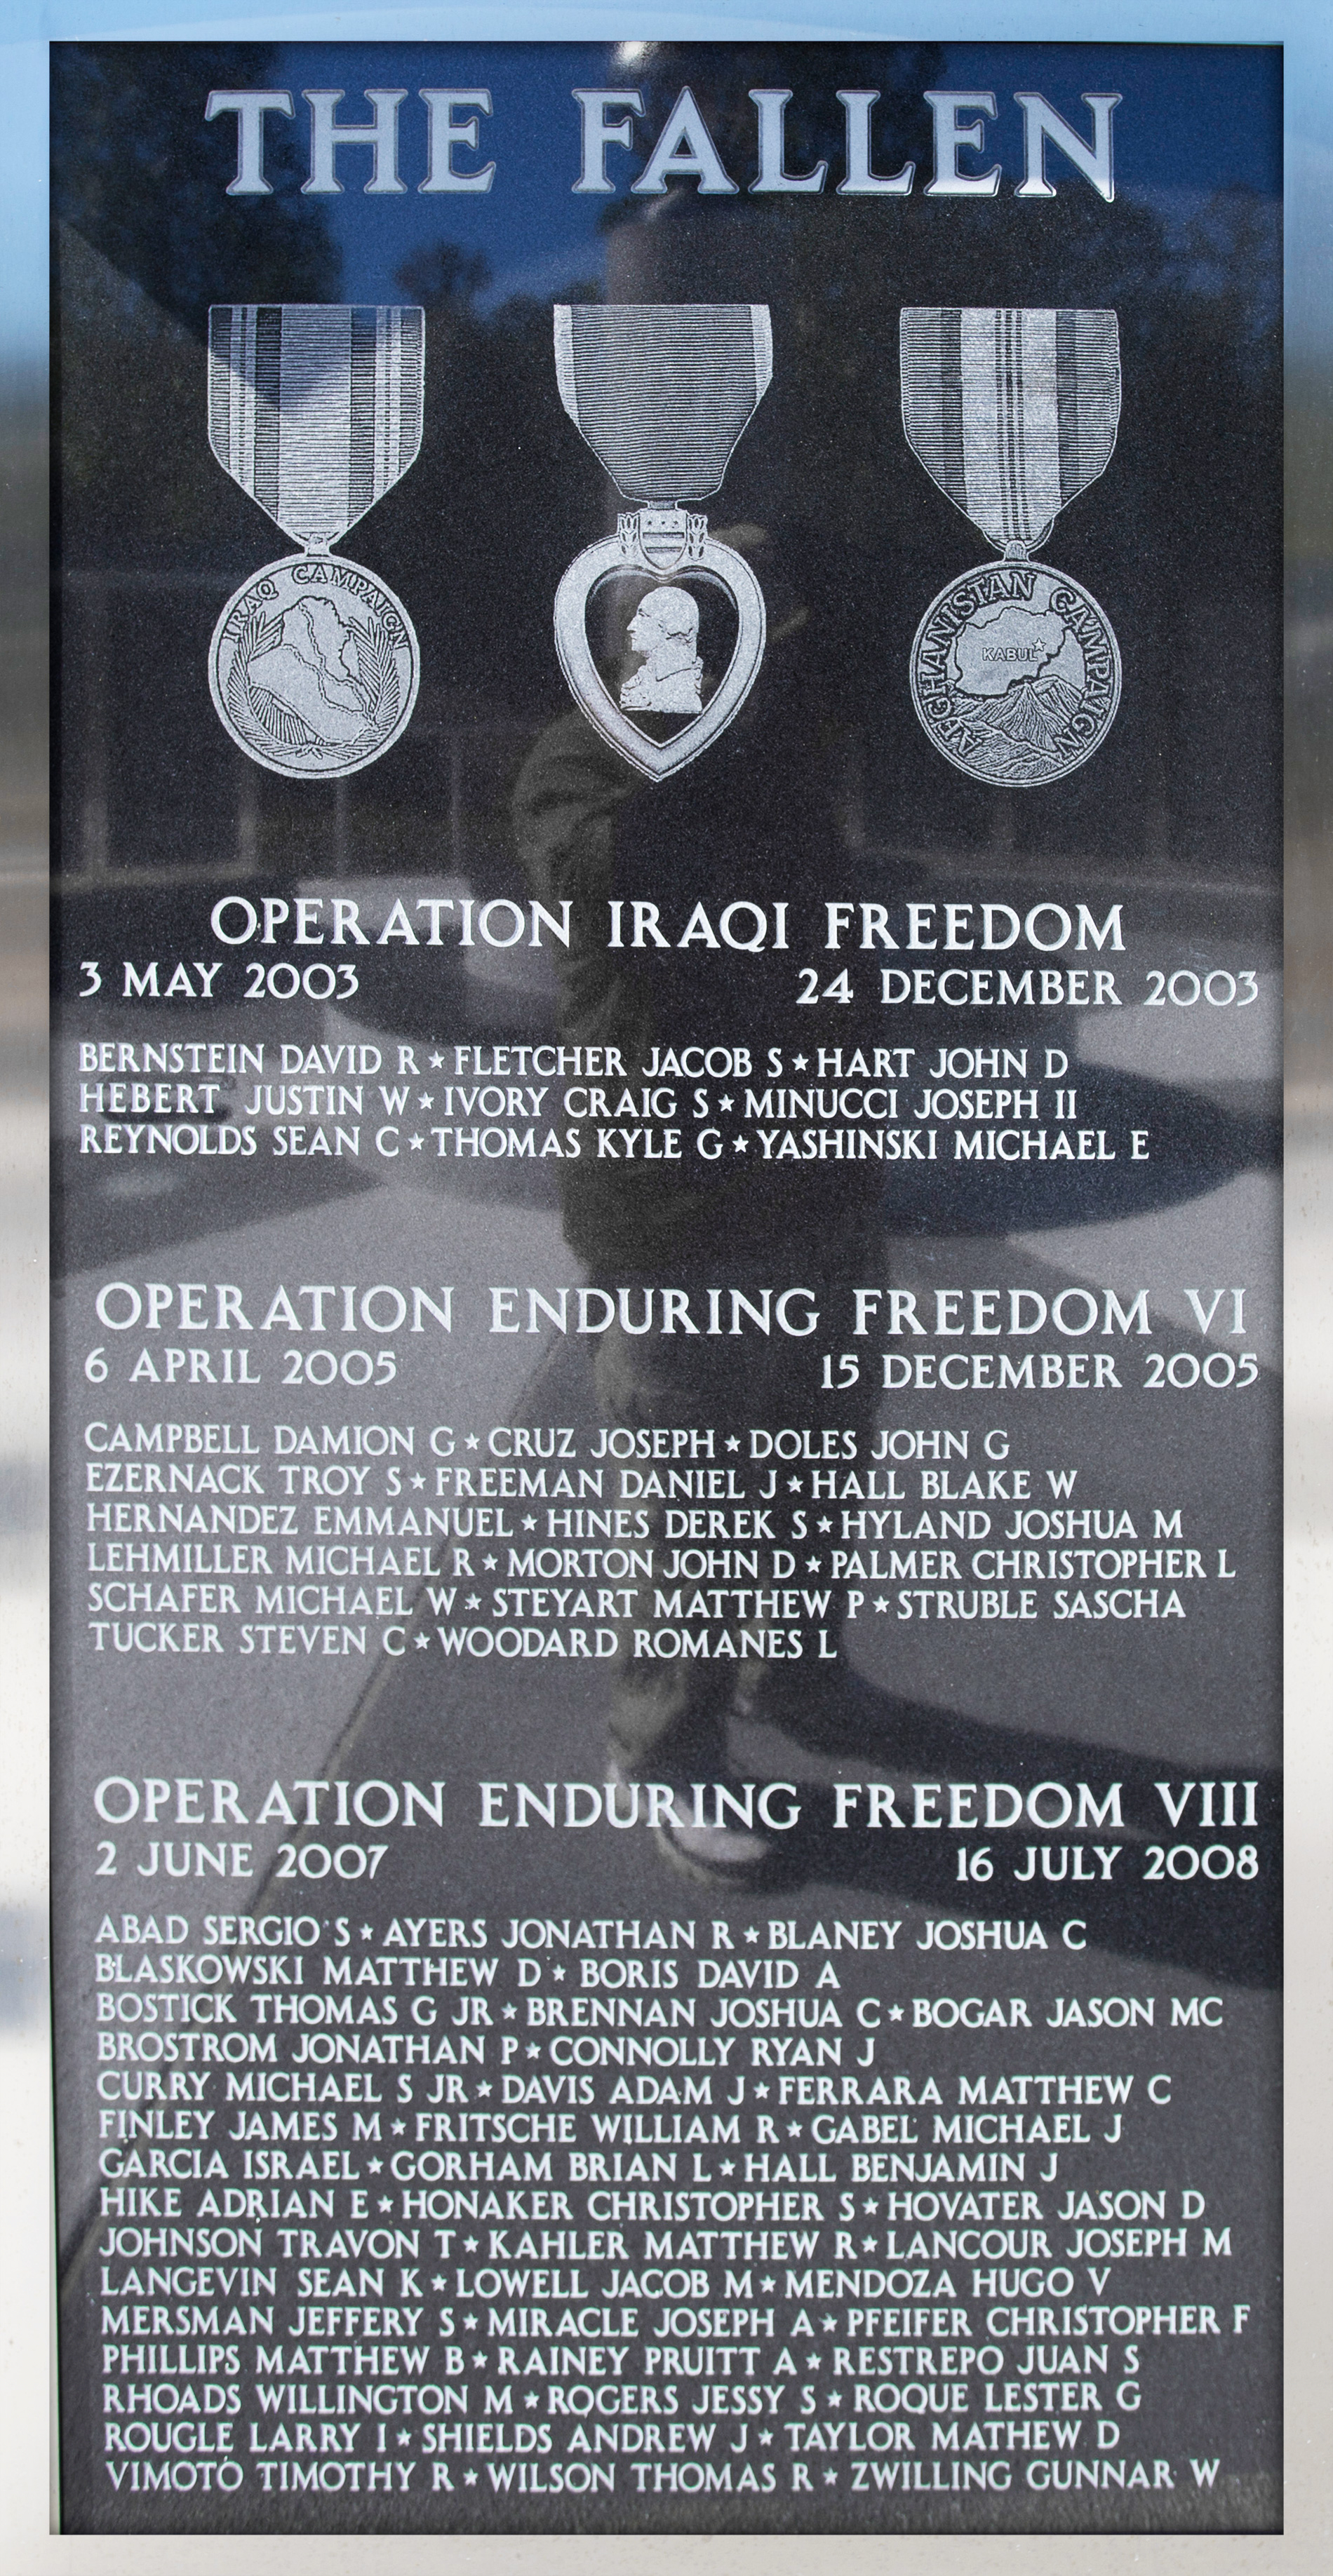 THE FALLEN
IRAQ CAMPAIGN
AFGHANISTAN CAMPAIGN
KABUL
OPERATION IRAQI FREEDOM
3 MAY 2003 24 DECEMBER 2003
BERNSTEIN DAVID R ★ FLETCHER JACOB S ★ HART JOHN D
HEBERT JUSTIN W ★ IVORY CRAIG S ★ MINUCCI JOSEPH II
REYNOLDS SEAN C ★ THOMAS KYLE G ★ YASHINSKI MICHAEL E
OPERATION ENDURING FREEDOM VI
6 APRIL 2005 15 DECEMBER 2005
CAMPBELL DAMION G ★ CRUZ JOSEPH ★ DOLES JOHN G
EZERNACK TROY S ★ FREEMAN DANIEL J ★ HALL BLAKE W
HERNANDEZ EMMANUEL ★ HINES DEREK S ★ HYLAND JOSHUA M
LEHMILLER MICHAEL R ★ MORTON JOHN D ★ PALMER CHRISTOPHER L
SCHAFER MICHAEL W ★ STEYART MATTHEW P ★ STRUBLE SASCHA
TUCKER STEVEN C ★ WOODARD ROMANES L
OPERATION ENDURING FREEDOM VIII
2 JUNE 2007 16 JULY 2008
ABAD SERGIO S ★ AYERS JONATHAN R ★ BLANEY JOSHUA C
BLASKOWSKI MATTHEW D ★ BORIS DAVID A
BOSTICK THOMAS G JR ★ BRENNAN JOSHUA C ★ BOGAR JASON MC
BROSTROM JONATHAN P ★ CONNOLLY RYAN J
CURRY MICHAEL S JR ★ DAVIS ADAM J ★ FERRARA MATTHEW C
FINLEY JAMES M ★ FRITSCHE WILLIAM R ★ GABEL MICHAEL J
GARCIA ISRAEL ★ GORHAM BRIAN L ★ HALL BENJAMIN J
HIKE ADRIAN E ★ HONAKER CHRISTOPHER S ★ HOVATER JASON D
JOHNSON TRAVON T ★ KAHLER MATTHEW R ★ LANCOUR JOSEPH M
LANGEVIN SEAN K ★ LOWELL JACOB M ★ MENDOZA HUGO V
MERSMAN JEFFERY S ★ MIRACLE JOSEPH A ★ PFEIFER CHRISTOPHER F
PHILLIPS MATTHEW B ★ RAINEY PRUITT A ★ RESTREPO JUAN S
RHOADS WILLINGTON M ★ ROGERS JESSY S ★ ROQUE LESTER G
ROUGLE LARRY I ★ SHIELDS ANDREW J ★ TAYLOR MATHEW D
VIMOTO TIMOTHY R ★ WILSON THOMAS R ★ ZWILLING GUNNAR W